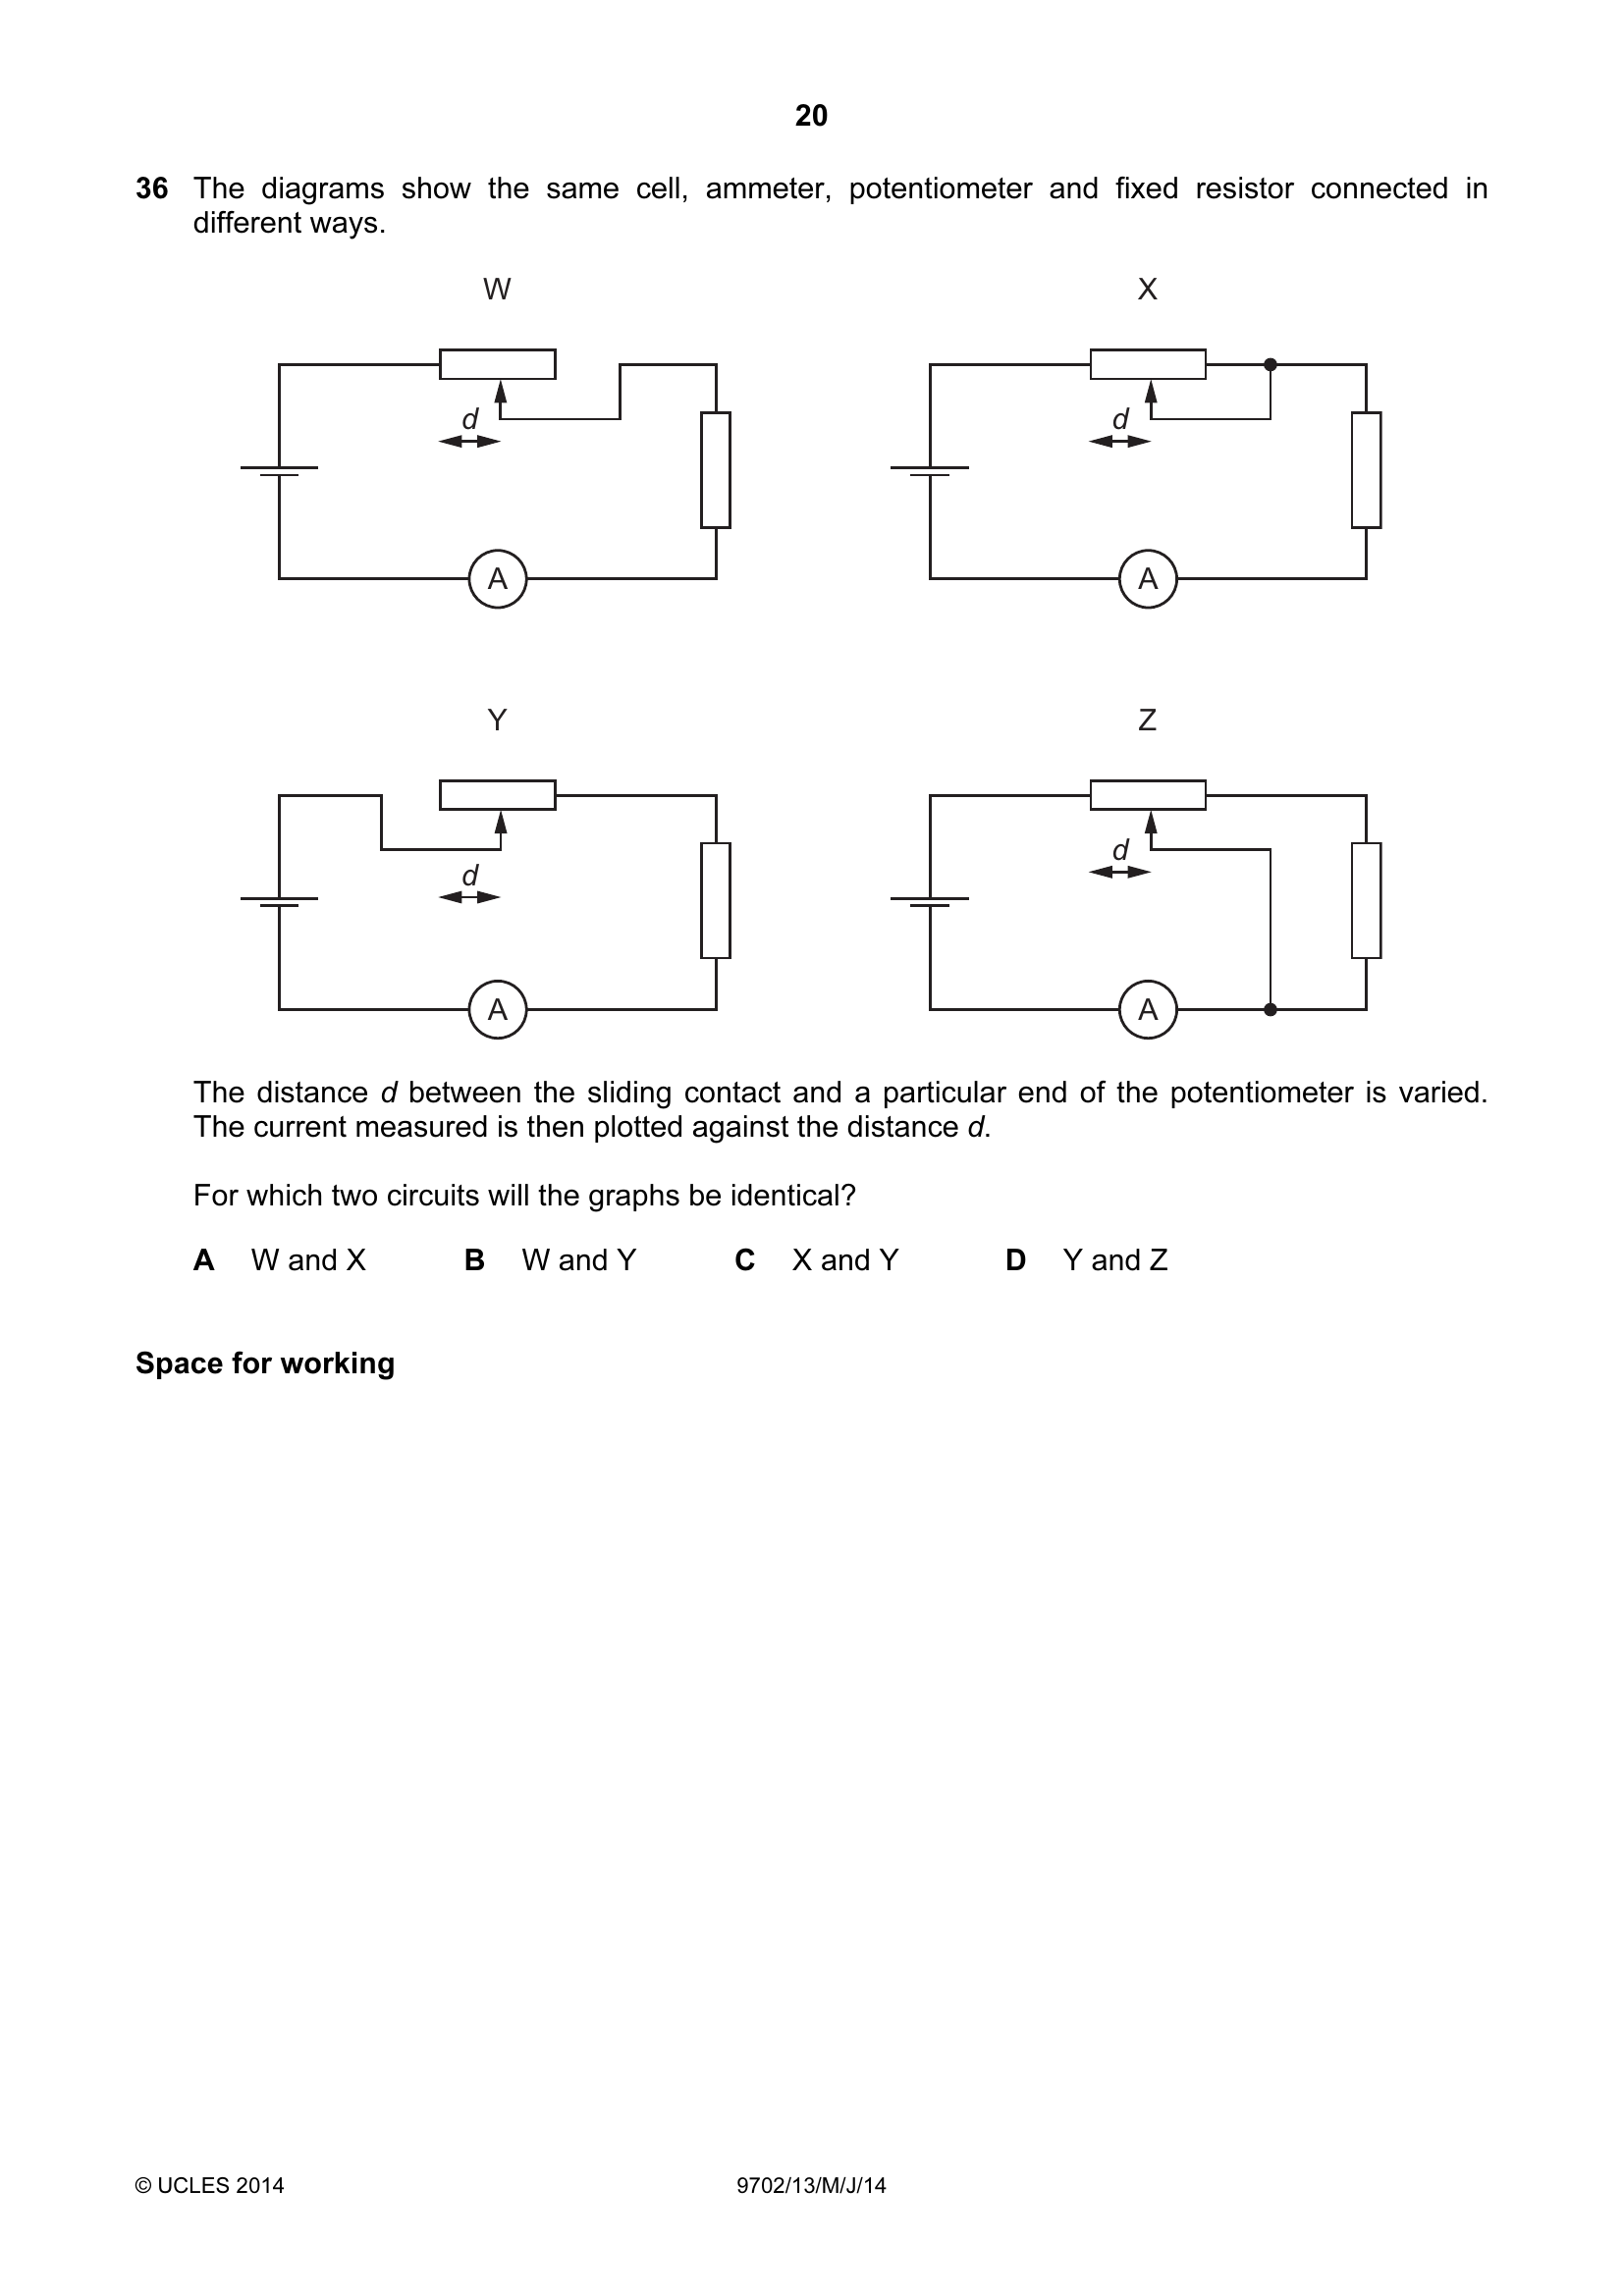 20
36 The diagrams show the same cell, ammeter, potentiometer and fixed resistor connected in
different ways.
W X
d d
A A
Y Z
d d
A A
The distance d between the sliding contact and a particular end of the potentiometer is varied.
The current measured is then plotted against the distance d.
For which two circuits will the graphs be identical?
A W and X B W and Y C X and Y D Y and Z
Space for working
© UCLES 2014 9702/13/M/J/14